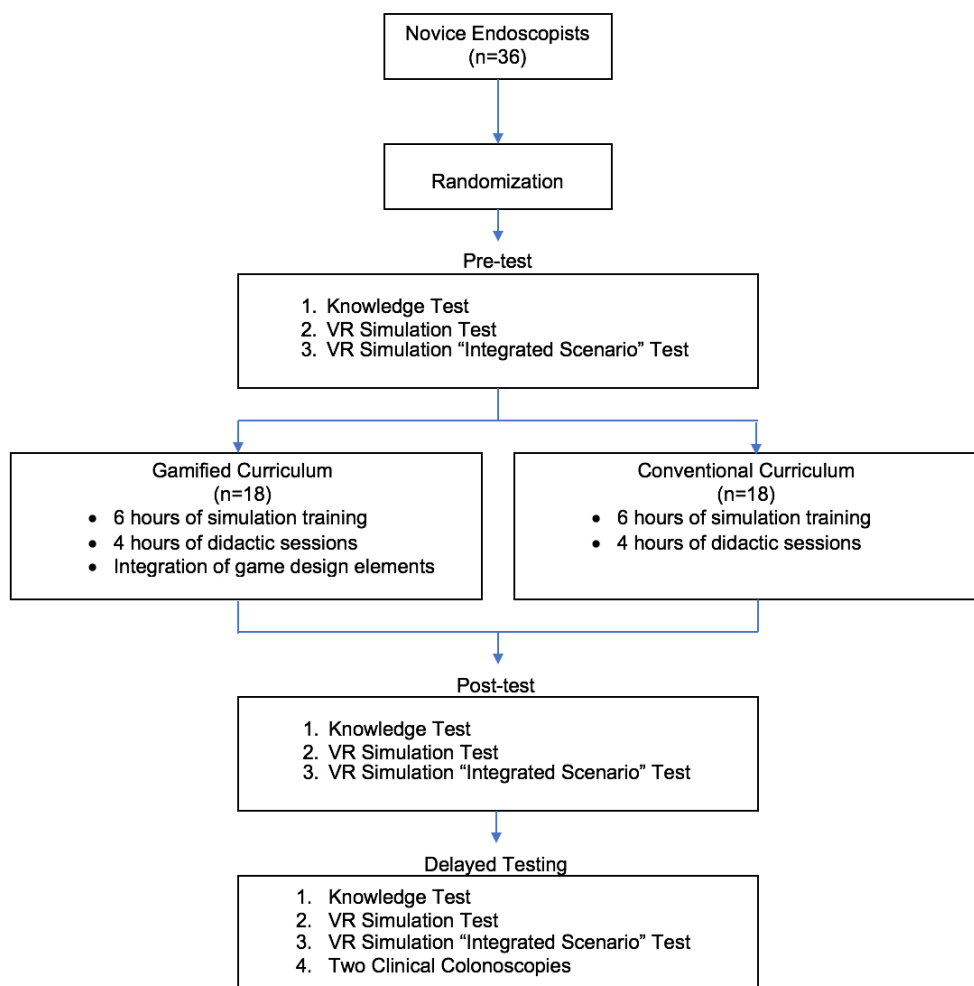 Novice Endoscopists
(n=36)
Randomization
Pre-test
1. Knowledge Test
2. VR Simulation Test
3. VR Simulation “Integrated Scenario” Test
Gamified Curriculum
(n=18)
• 6 hours of simulation training
• 4 hours of didactic sessions
• Integration of game design elements
Conventional Curriculum
(n=18)
• 6 hours of simulation training
• 4 hours of didactic sessions
Post-test
1. Knowledge Test
2. VR Simulation Test
3. VR Simulation “Integrated Scenario” Test
Delayed Testing
1. Knowledge Test
2. VR Simulation Test
3. VR Simulation “Integrated Scenario” Test
4. Two Clinical Colonoscopies